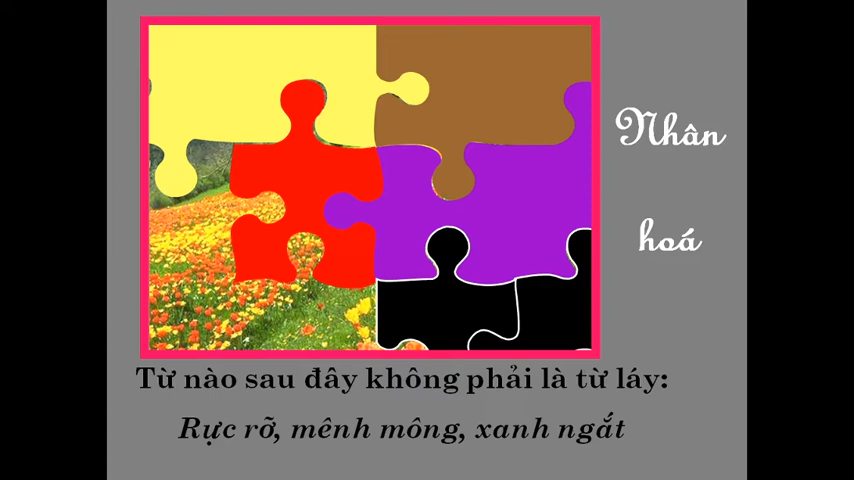 Nhân
hoá
Từ nào sau đây không phải là từ láy:
Rực rỡ, mênh mông, xanh ngắt